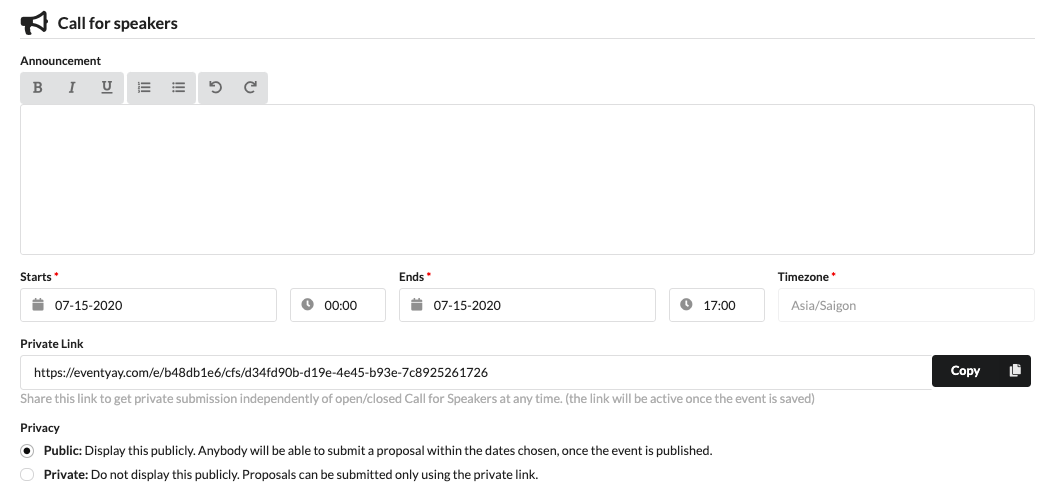 Call for speakers
Announcement
B I U
Starts * Ends * Timezone *
07-15-2020 00:00 07-15-2020 17:00 Asia/Saigon
Private Link
https://eventyay.com/e/b48db1e6/cfs/d34fd90b-d19e-4e45-b93e-7c8925261726 Copy
Share this link to get private submission independently of open/closed Call for Speakers at any time. (the link will be active once the event is saved)
Privacy
Public: Display this publicly. Anybody will be able to submit a proposal within the dates chosen, once the event is published.
Private: Do not display this publicly. Proposals can be submitted only using the private link.